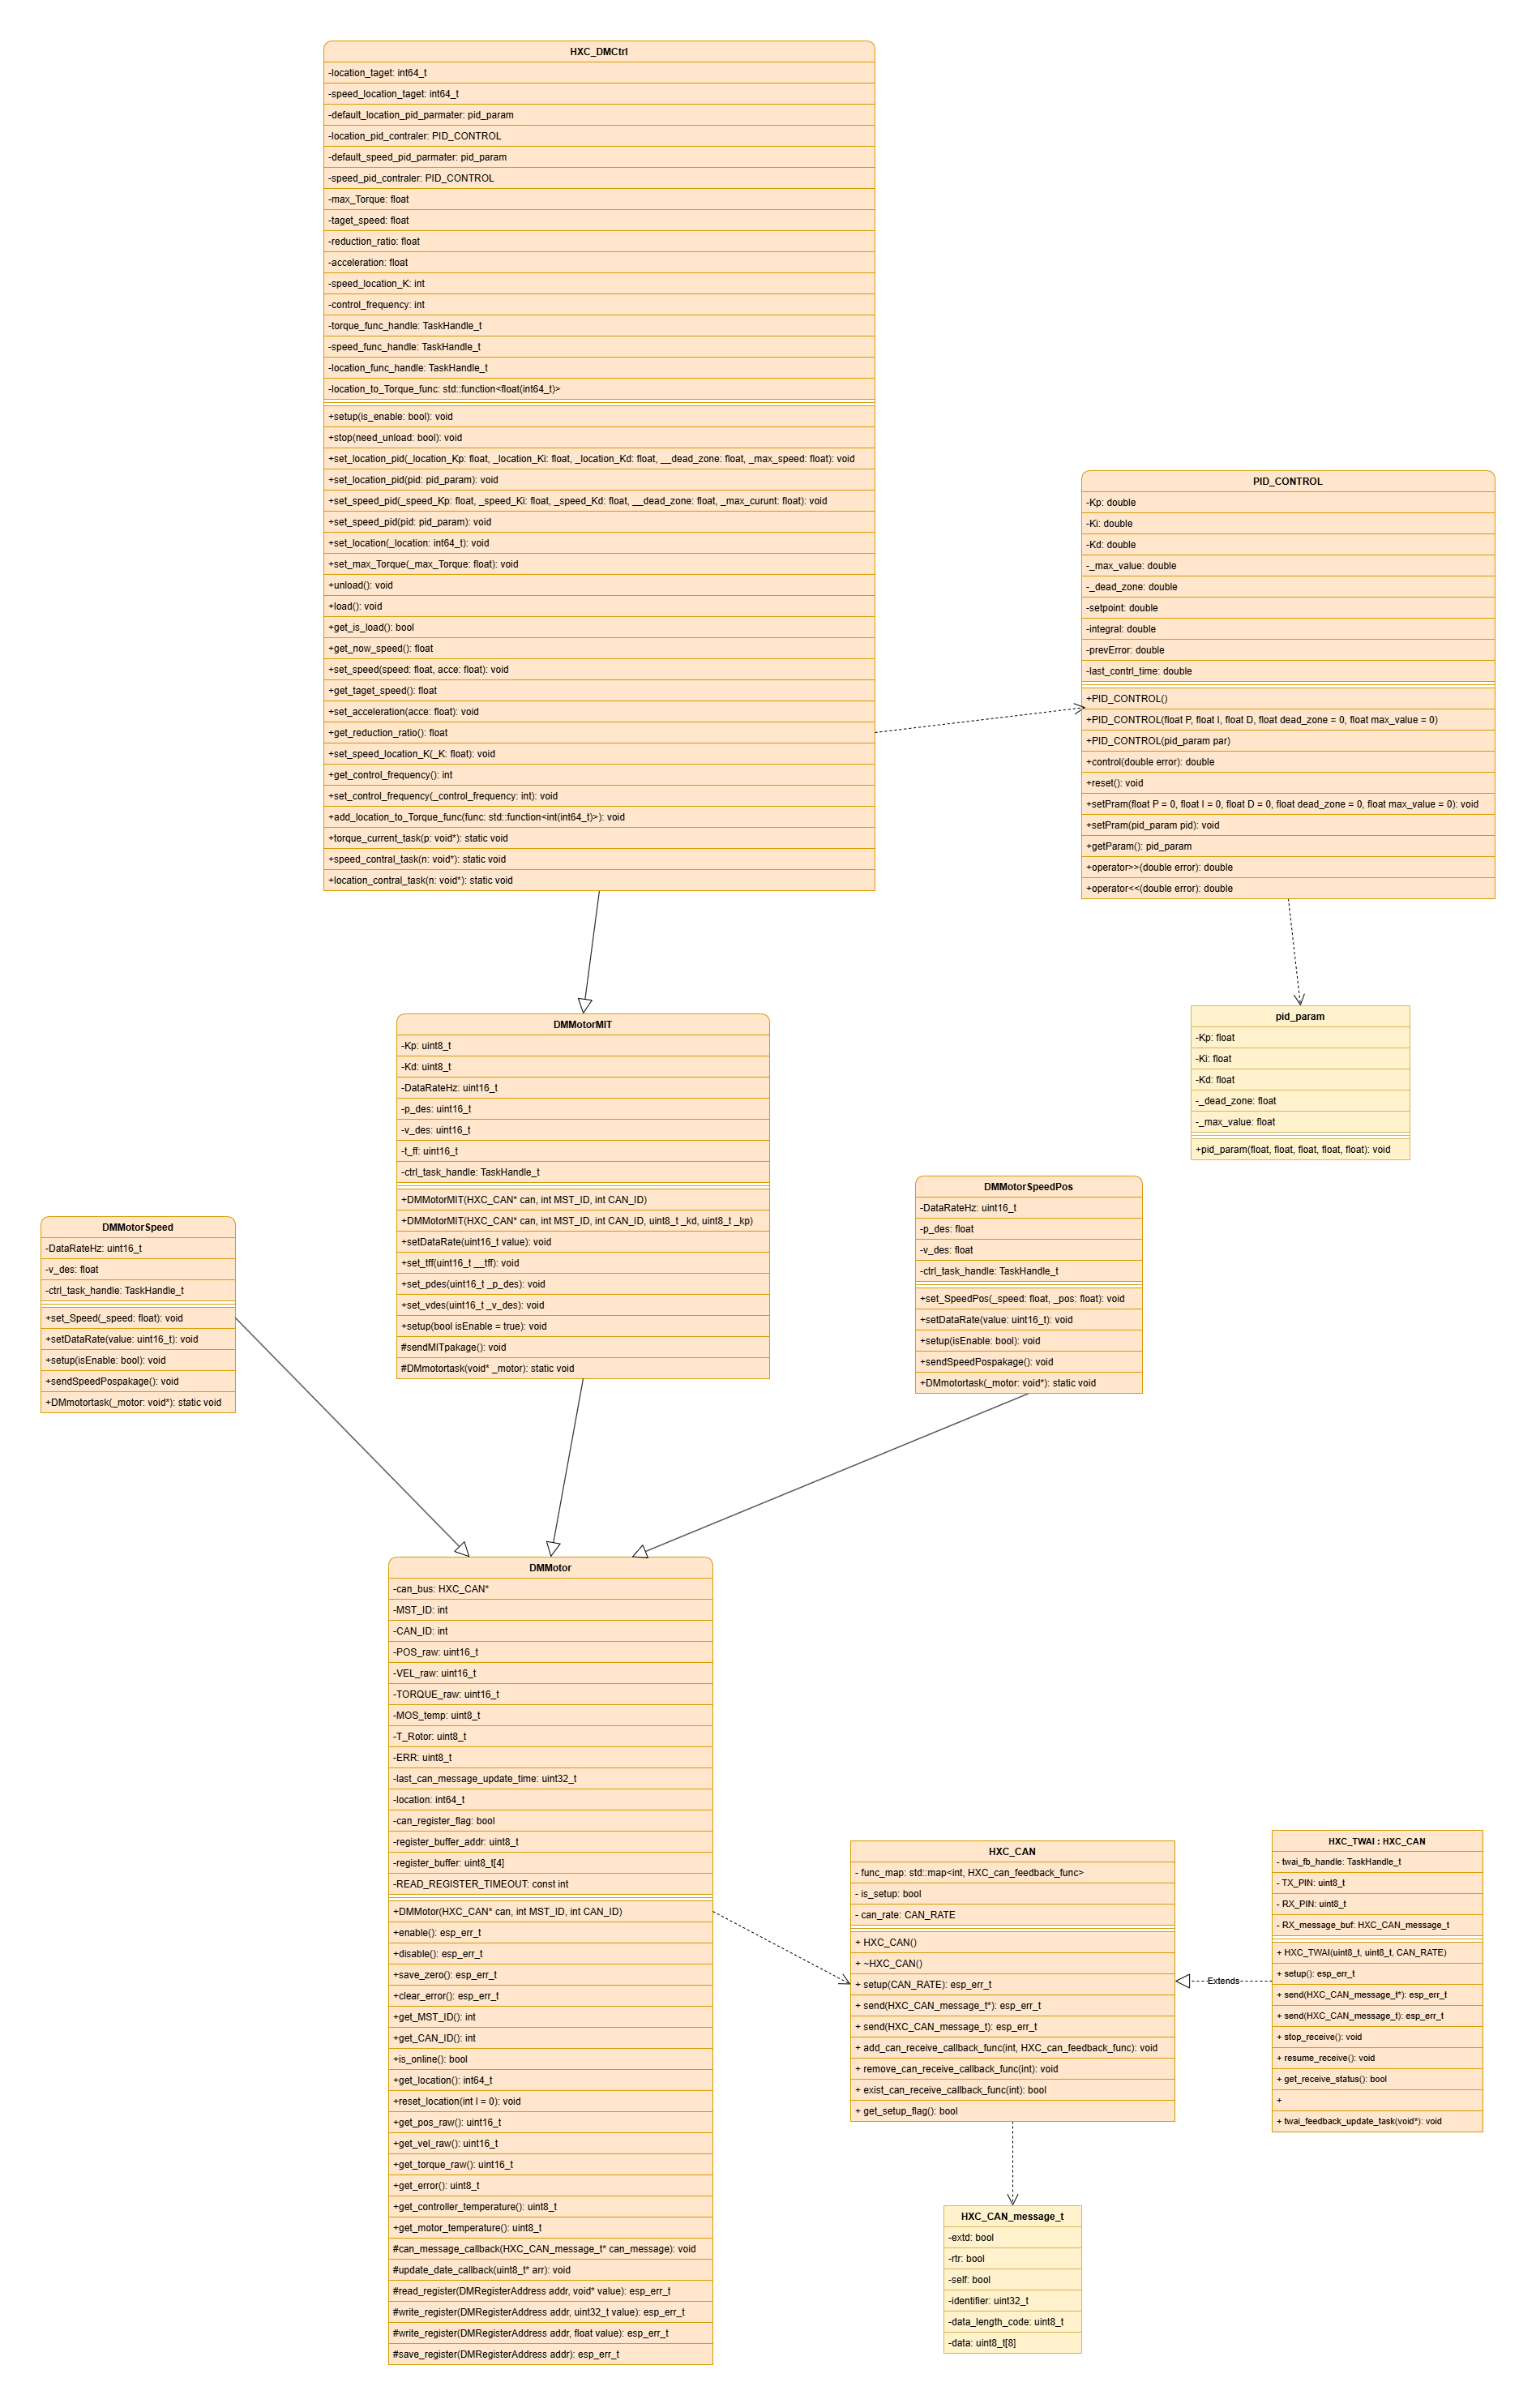 HXC_DMCtrl
-location_taget: int64_t
-speed_location_taget: int64_t
-default_location_pid_parmater: pid_param
-location_pid_contraler: PID_CONTROL
-default_speed_pid_parmater: pid_param
-speed_pid_contraler: PID_CONTROL
-max_Torque: float
-taget_speed: float
-reduction_ratio: float
-acceleration: float
-speed_location_K: int
-control_frequency: int
-torque_func_handle: TaskHandle_t
-speed_func_handle: TaskHandle_t
-location_func_handle: TaskHandle_t
-location_to_Torque_func: std::function<float(int64_t)>
+setup(is_enable: bool): void
+stop(need_unload: bool): void
+set_location_pid(_location_Kp: float, _location_Ki: float, _location_Kd: float, __dead_zone: float, _max_speed: float): void
+set_location_pid(pid: pid_param): void
+set_speed_pid(_speed_Kp: float, _speed_Ki: float, _speed_Kd: float, __dead_zone: float, _max_curunt: float): void
+set_speed_pid(pid: pid_param): void
+set_location(_location: int64_t): void
+set_max_Torque(_max_Torque: float): void
+unload(): void
+load(): void
+get_is_load(): bool
+get_now_speed(): float
+set_speed(speed: float, acce: float): void
+get_taget_speed(): float
+set_acceleration(acce: float): void
+get_reduction_ratio(): float
+set_speed_location_K(_K: float): void
+get_control_frequency(): int
+set_control_frequency(_control_frequency: int): void
+add_location_to_Torque_func(func: std::function<int(int64_t)>): void
+torque_current_task(p: void*): static void
+speed_contral_task(n: void*): static void
+location_contral_task(n: void*): static void
PID_CONTROL
-Kp: double
-Ki: double
-Kd: double
-_max_value: double
-_dead_zone: double
-setpoint: double
-integral: double
-prevError: double
-last_contrl_time: double
+PID_CONTROL()
+PID_CONTROL(float P, float I, float D, float dead_zone = 0, float max_value = 0)
+PID_CONTROL(pid_param par)
+control(double error): double
+reset(): void
+setPram(float P = 0, float I = 0, float D = 0, float dead_zone = 0, float max_value = 0): void
+setPram(pid_param pid): void
+getParam(): pid_param
+operator>>(double error): double
+operator<<(double error): double
pid_param
-Kp: float
-Ki: float
-Kd: float
-_dead_zone: float
-_max_value: float
+pid_param(float, float, float, float, float): void
DMMotorMIT
-Kp: uint8_t
-Kd: uint8_t
-DataRateHz: uint16_t
-p_des: uint16_t
-v_des: uint16_t
-t_ff: uint16_t
-ctrl_task_handle: TaskHandle_t
+DMMotorMIT(HXC_CAN* can, int MST_ID, int CAN_ID)
+DMMotorMIT(HXC_CAN* can, int MST_ID, int CAN_ID, uint8_t _kd, uint8_t _kp)
+setDataRate(uint16_t value): void
+set_tff(uint16_t __tff): void
+set_pdes(uint16_t _p_des): void
+set_vdes(uint16_t _v_des): void
+setup(bool isEnable = true): void
#sendMITpakage(): void
#DMmotortask(void* _motor): static void
DMMotorSpeedPos
-DataRateHz: uint16_t
-p_des: float
-v_des: float
-ctrl_task_handle: TaskHandle_t
+set_SpeedPos(_speed: float, _pos: float): void
+setDataRate(value: uint16_t): void
+setup(isEnable: bool): void
+sendSpeedPospakage(): void
+DMmotortask(_motor: void*): static void
DMMotorSpeed
-DataRateHz: uint16_t
-v_des: float
-ctrl_task_handle: TaskHandle_t
+set_Speed(_speed: float): void
+setDataRate(value: uint16_t): void
+setup(isEnable: bool): void
+sendSpeedPospakage(): void
+DMmotortask(_motor: void*): static void
DMMotor
-can_bus: HXC_CAN*
-MST_ID: int
-CAN_ID: int
-POS_raw: uint16_t
-VEL_raw: uint16_t
-TORQUE_raw: uint16_t
-MOS_temp: uint8_t
-T_Rotor: uint8_t
-ERR: uint8_t
-last_can_message_update_time: uint32_t
-location: int64_t
-can_register_flag: bool
-register_buffer_addr: uint8_t
-register_buffer: uint8_t[4]
-READ_REGISTER_TIMEOUT: const int
+DMMotor(HXC_CAN* can, int MST_ID, int CAN_ID)
+enable(): esp_err_t
+disable(): esp_err_t
+save_zero(): esp_err_t
+clear_error(): esp_err_t
+get_MST_ID(): int
+get_CAN_ID(): int
+is_online(): bool
+get_location(): int64_t
+reset_location(int l = 0): void
+get_pos_raw(): uint16_t
+get_vel_raw(): uint16_t
+get_torque_raw(): uint16_t
+get_error(): uint8_t
+get_controller_temperature(): uint8_t
+get_motor_temperature(): uint8_t
#can_message_callback(HXC_CAN_message_t* can_message): void
#update_date_callback(uint8_t* arr): void
#read_register(DMRegisterAddress addr, void* value): esp_err_t
#write_register(DMRegisterAddress addr, uint32_t value): esp_err_t
#write_register(DMRegisterAddress addr, float value): esp_err_t
#save_register(DMRegisterAddress addr): esp_err_t
HXC_CAN
- func_map: std::map<int, HXC_can_feedback_func>
- is_setup: bool
- can_rate: CAN_RATE
+ HXC_CAN()
+ ~HXC_CAN()
+ setup(CAN_RATE): esp_err_t
+ send(HXC_CAN_message_t*): esp_err_t
+ send(HXC_CAN_message_t): esp_err_t
+ add_can_receive_callback_func(int, HXC_can_feedback_func): void
+ remove_can_receive_callback_func(int): void
+ exist_can_receive_callback_func(int): bool
+ get_setup_flag(): bool
Extends
HXC_TWAI : HXC_CAN
- twai_fb_handle: TaskHandle_t
- TX_PIN: uint8_t
- RX_PIN: uint8_t
- RX_message_buf: HXC_CAN_message_t
+ HXC_TWAI(uint8_t, uint8_t, CAN_RATE)
+ setup(): esp_err_t
+ send(HXC_CAN_message_t*): esp_err_t
+ send(HXC_CAN_message_t): esp_err_t
+ stop_receive(): void
+ resume_receive(): void
+ get_receive_status(): bool
+
+ twai_feedback_update_task(void*): void
HXC_CAN_message_t
-extd: bool
-rtr: bool
-self: bool
-identifier: uint32_t
-data_length_code: uint8_t
-data: uint8_t[8]